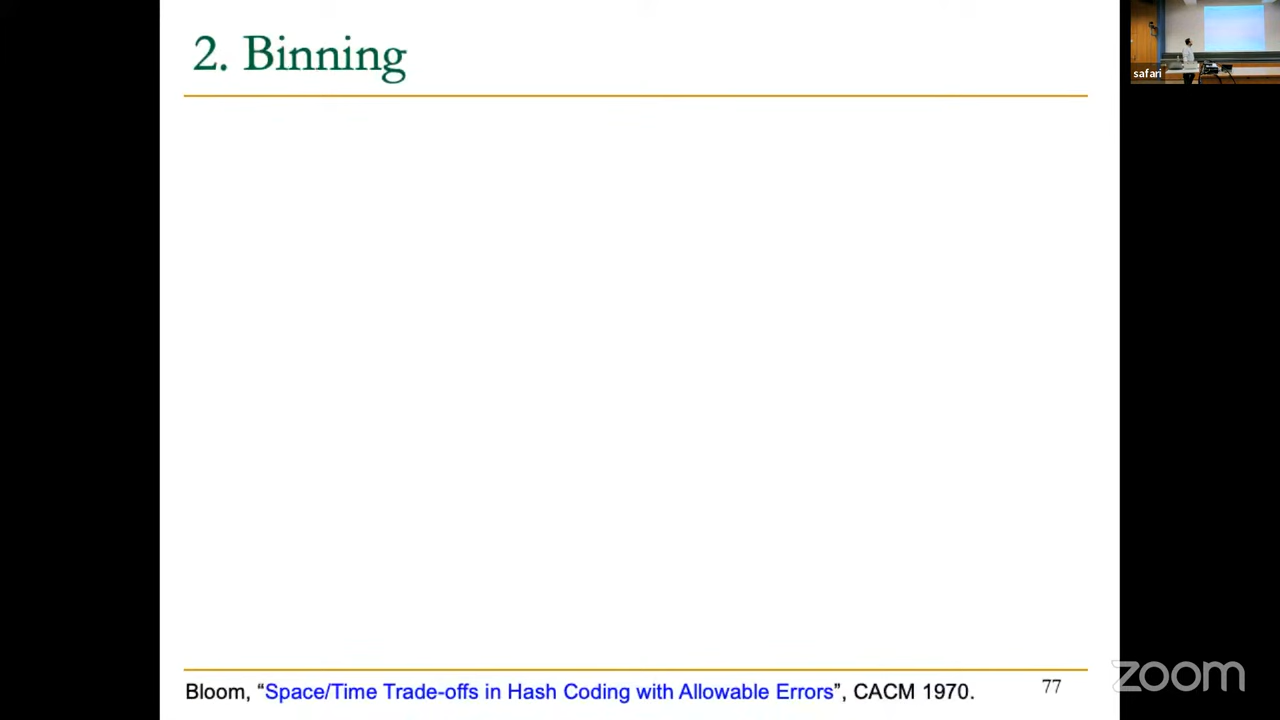 2. Binning
safari
Bloom, “Space/Time Trade-offs in Hash Coding with Allowable Errors”, CACM 1970.
77
zoom